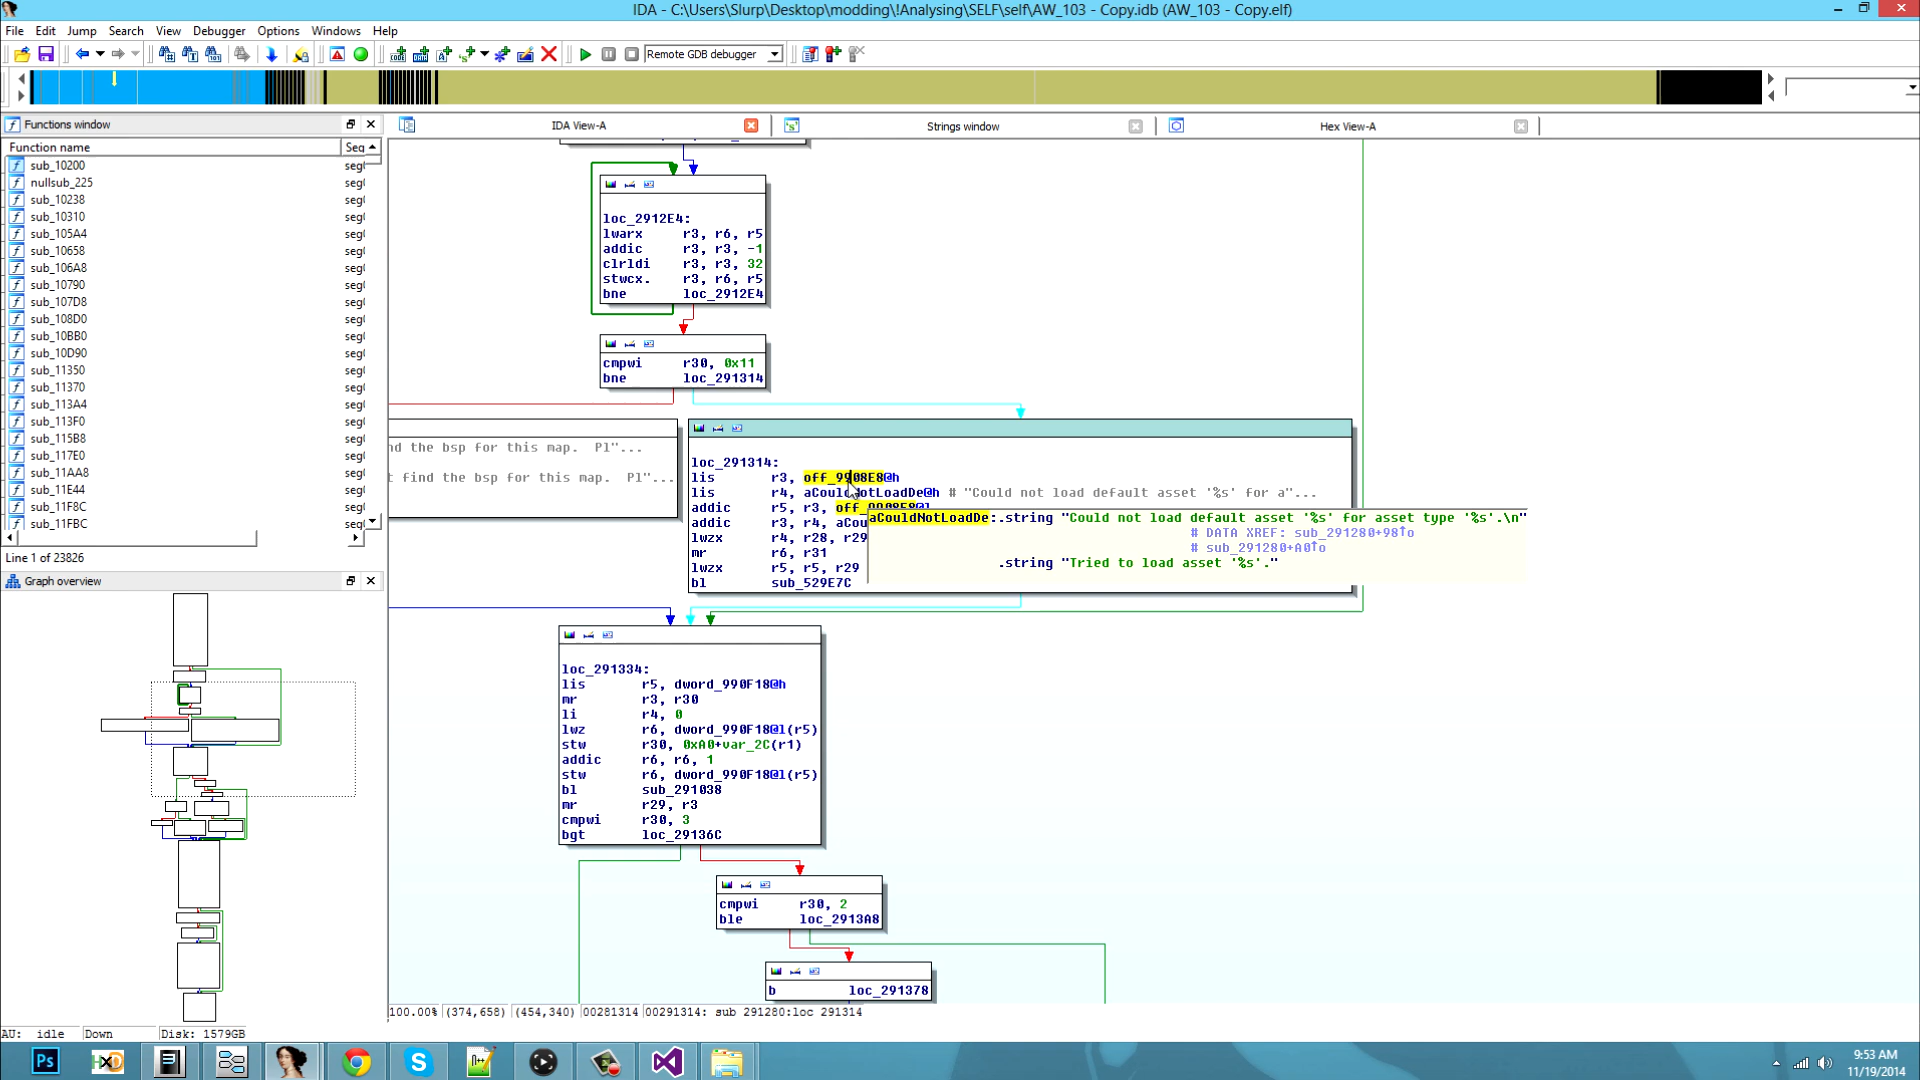 IDA - C:\Users\Slurp\Desktop\modding\!Analysing\SELF\self\AW_103 - Copy.idb (AW_103 - Copy.elf)
File Edit Jump Search View Debugger Options Windows Help
Remote GDB debugger
Functions window
IDA View-A
Strings window
Hex View-A
Function name
sub_10200
nullsub_225
sub_10238
sub_10310
sub_105A4
sub_10658
sub_106A8
sub_10790
sub_107D8
sub_108D0
sub_10BB0
sub_10D90
sub_11350
sub_11370
sub_113A4
sub_113F0
sub_115B8
sub_117E0
sub_11AA8
sub_11E44
sub_11F8C
sub_11FBC
Line 1 of 23826
Graph overview
loc_2912E4:
lwarx r3, r6, r5
addic r3, r3, -1
clrldi r3, r3, 32
stwcx. r3, r6, r5
bne loc_2912E4
cmpwi r30, 0x11
bne loc_291314
nd the bsp for this map. Pl"...
t find the bsp for this map. Pl"...
loc_291314:
lis r3, off_9908E8@h
lis r4, aCouldNotLoadDe@h # "Could not load default asset '%s' for a"...
addic r5, r3, off_9908E8@l
addic r3, r4, aCou
lwzx r4, r28, r29
mr r6, r31
lwzx r5, r5, r29
bl sub_529E7C
aCouldNotLoadDe:.string "Could not load default asset '%s' for asset type '%s'.\n"
# DATA XREF: sub_291280+98↑o
# sub_291280+A0↑o
.string "Tried to load asset '%s'."
loc_291334:
lis r5, dword_990F18@h
mr r3, r30
li r4, 0
lwz r6, dword_990F18@l(r5)
stw r30, 0xA0+var_2C(r1)
addic r6, r6, 1
stw r6, dword_990F18@l(r5)
bl sub_291038
mr r29, r3
cmpwi r30, 3
bgt loc_29136C
cmpwi r30, 2
ble loc_2913A8
b loc_291378
100.00% (374,658) (454,340) 00281314 00291314: sub 291280:loc 291314
AU: idle Down Disk: 1579GB
Ps
9:53 AM
11/19/2014